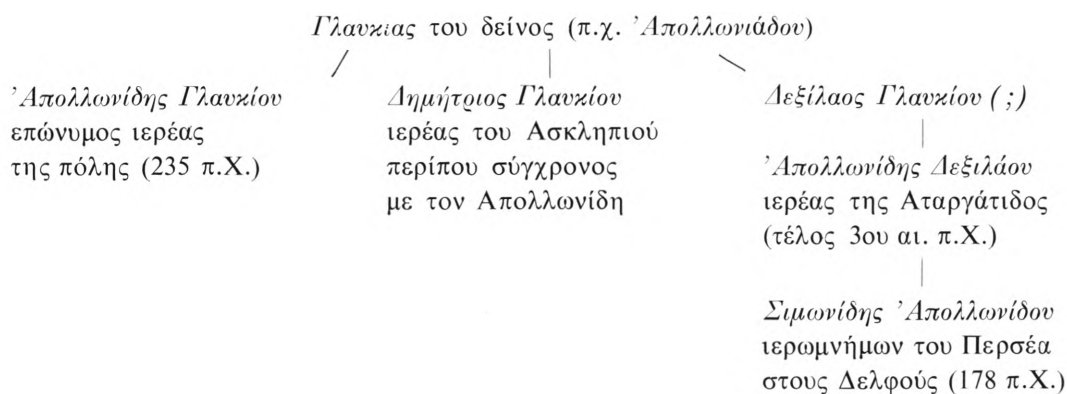 Γλαυκίας του δείνος (π.χ. Ἀπολλωνιάδου)
Ἀπολλωνίδης Γλαυκίου
επώνυμος ιερέας
της πόλης (235 π.Χ.)
Δημήτριος Γλαυκίου
ιερέας του Ασκληπιού
περίπου σύγχρονος
με τον Απολλωνίδη
Δεξίλαος Γλαυκίου (;)
Ἀπολλωνίδης Δεξιλάου
ιερέας της Αταργάτιδος
(τέλος 3ου αι. π.Χ.)
Σιμωνίδης Ἀπολλωνίδου
ιερωμνήμων του Περσέα
στους Δελφούς (178 π.Χ.)